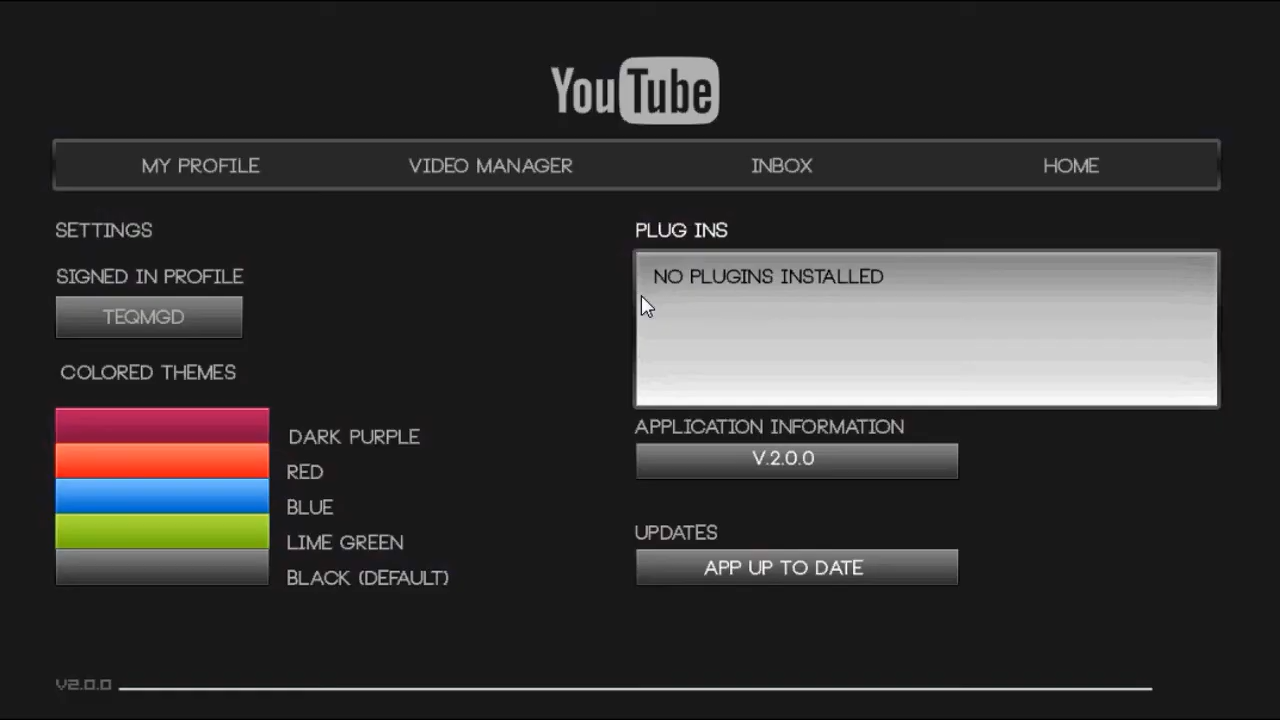 YouTube
MY PROFILE VIDEO MANAGER INBOX HOME
SETTINGS
SIGNED IN PROFILE
TEQMGD
COLORED THEMES
DARK PURPLE
RED
BLUE
LIME GREEN
BLACK (DEFAULT)
PLUG INS
NO PLUGINS INSTALLED
APPLICATION INFORMATION
V.2.0.0
UPDATES
APP UP TO DATE
V2.0.0